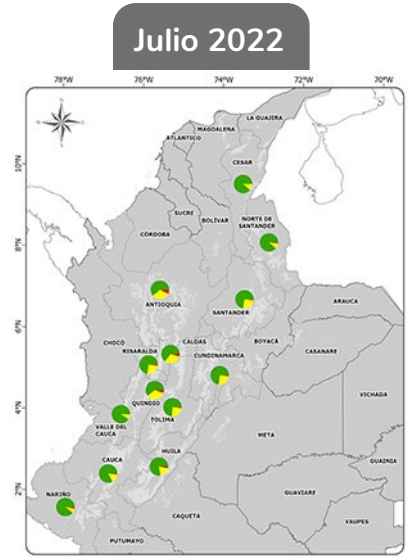 Julio 2022
78°W 76°W 74°W 72°W 70°W
LA GUAJIRA
MAGDALENA
ATLANTICO
10°N
CESAR
SUCRE
BOLÍVAR
NORTE DE
SANTANDER
CÓRDOBA
8°N
ANTIOQUIA
SANTANDER
ARAUCA
6°N
CHOCÓ
CALDAS
BOYACÁ
RISARALDA
CUNDINAMARCA
CASANARE
VICHADA
QUINDIO
4°N
TOLIMA
VALLE DEL
CAUCA
META
HUILA
CAUCA
GUAINIA
2°N
NARIÑO
GUAVIARE
CAQUETÁ
VAUPES
PUTUMAYO